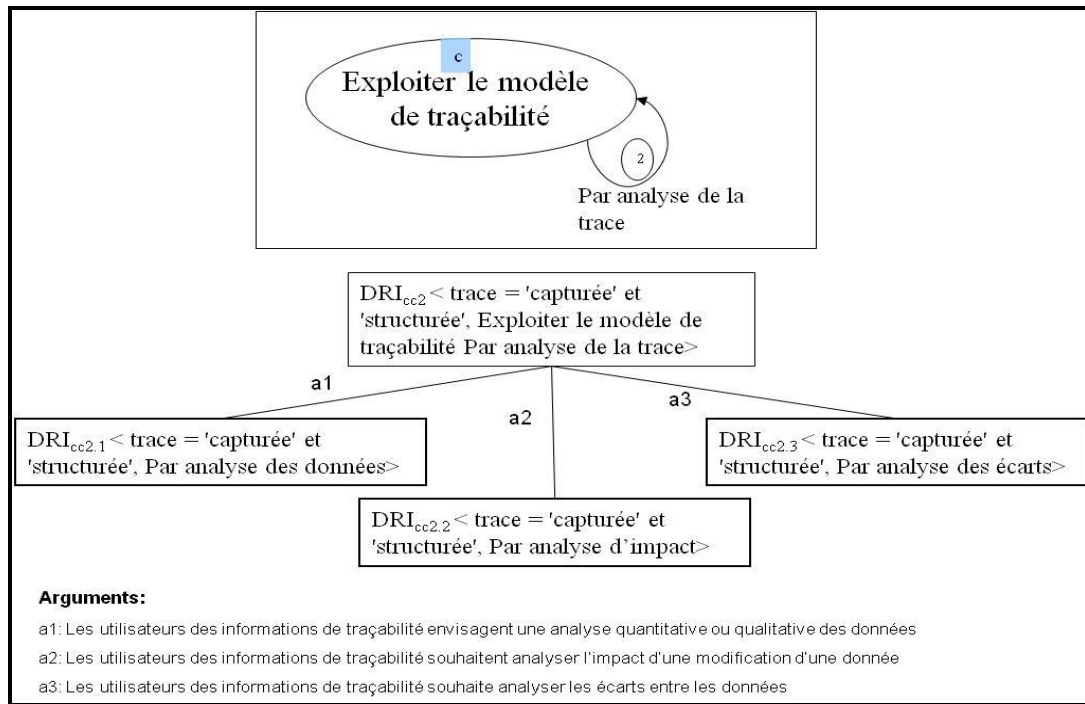 c
Exploiter le modèle
de traçabilité
2
Par analyse de la
trace
DRIcc2 < trace = 'capturée' et
'structurée', Exploiter le modèle de
traçabilité Par analyse de la trace>
a1
a2
a3
DRIcc2.1 < trace = 'capturée' et
'structurée', Par analyse des données>
DRIcc2.3 < trace = 'capturée' et
'structurée', Par analyse des écarts>
DRIcc2.2 < trace = 'capturée' et
'structurée', Par analyse d’impact>
Arguments:
a1: Les utilisateurs des informations de traçabilité envisagent une analyse quantitative ou qualitative des données
a2: Les utilisateurs des informations de traçabilité souhaitent analyser l'impact d'une modification d'une donnée
a3: Les utilisateurs des informations de traçabilité souhaite analyser les écarts entre les données